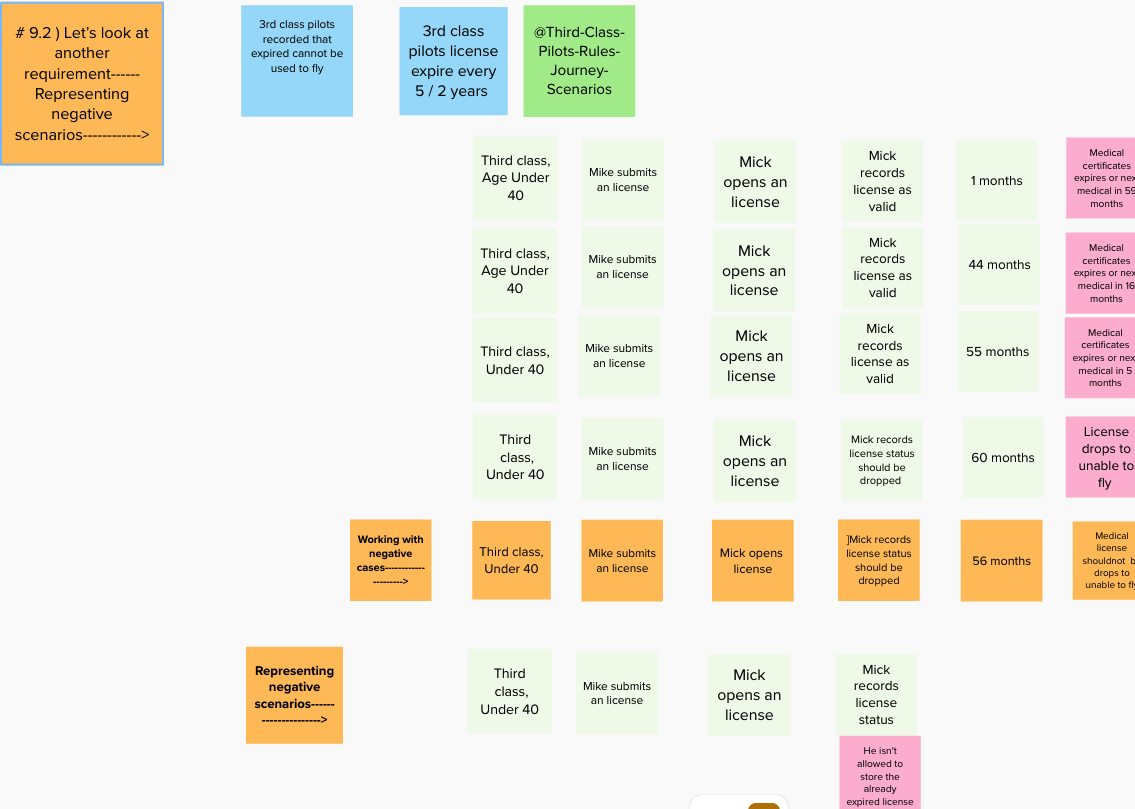 # 9.2 ) Let's look at
another
requirement------
Representing
negative
scenarios------------>
3rd class pilots
recorded that
expired cannot be
used to fly
3rd class
pilots license
expire every
5 / 2 years
@Third-Class-
Pilots-Rules-
Journey-
Scenarios
Third class,
Age Under
40
Mike submits
an license
Mick
opens an
license
Mick
records
license as
valid
1 months
Medical
certificates
expires or nex
medical in 59
months
Third class,
Age Under
40
Mike submits
an license
Mick
opens an
license
Mick
records
license as
valid
44 months
Medical
certificates
expires or nex
medical in 16
months
Third class,
Under 40
Mike submits
an license
Mick
opens an
license
Mick
records
license as
valid
55 months
Medical
certificates
expires or nex
medical in 5
months
Third
class,
Under 40
Mike submits
an license
Mick
opens an
license
Mick records
license status
should be
dropped
60 months
License
drops to
unable to
fly
Working with
negative
cases------------
--------->
Third class,
Under 40
Mike submits
an license
Mick opens
license
]Mick records
license status
should be
dropped
56 months
Medical
license
shouldnot b
drops to
unable to fly
Representing
negative
scenarios------
------------------->
Third
class,
Under 40
Mike submits
an license
Mick
opens an
license
Mick
records
license
status
He isn't
allowed to
store the
already
expired license